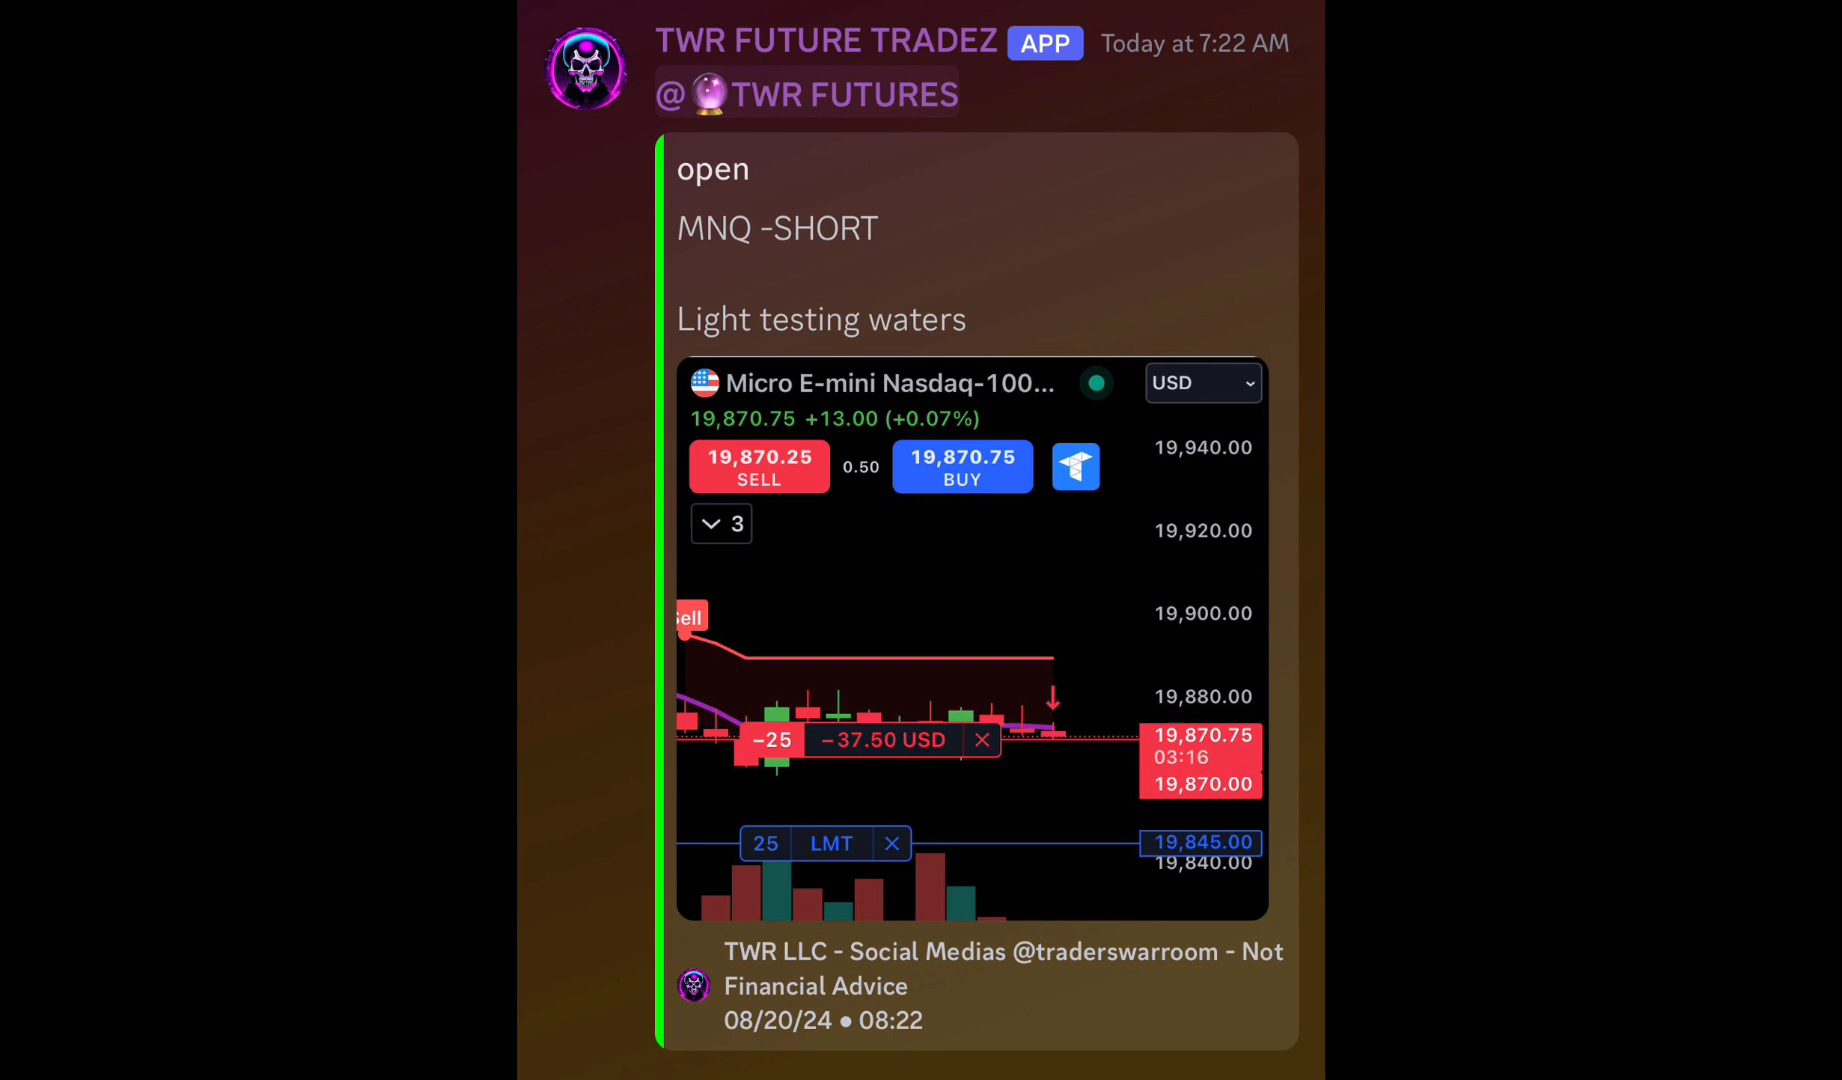 TWR FUTURE TRADEZ APP Today at 7:22 AM
@🔮TWR FUTURES
open
MNQ -SHORT
Light testing waters
Micro E-mini Nasdaq-100... USD
19,870.75 +13.00 (+0.07%)
19,870.25 SELL 0.50 19,870.75 BUY
3
19,940.00
19,920.00
19,900.00
Sell
19,880.00
-25 -37.50 USD
19,870.75
03:16
19,870.00
25 LMT
19,845.00
19,840.00
TWR LLC - Social Medias @traderswarroom - Not
Financial Advice
08/20/24 • 08:22